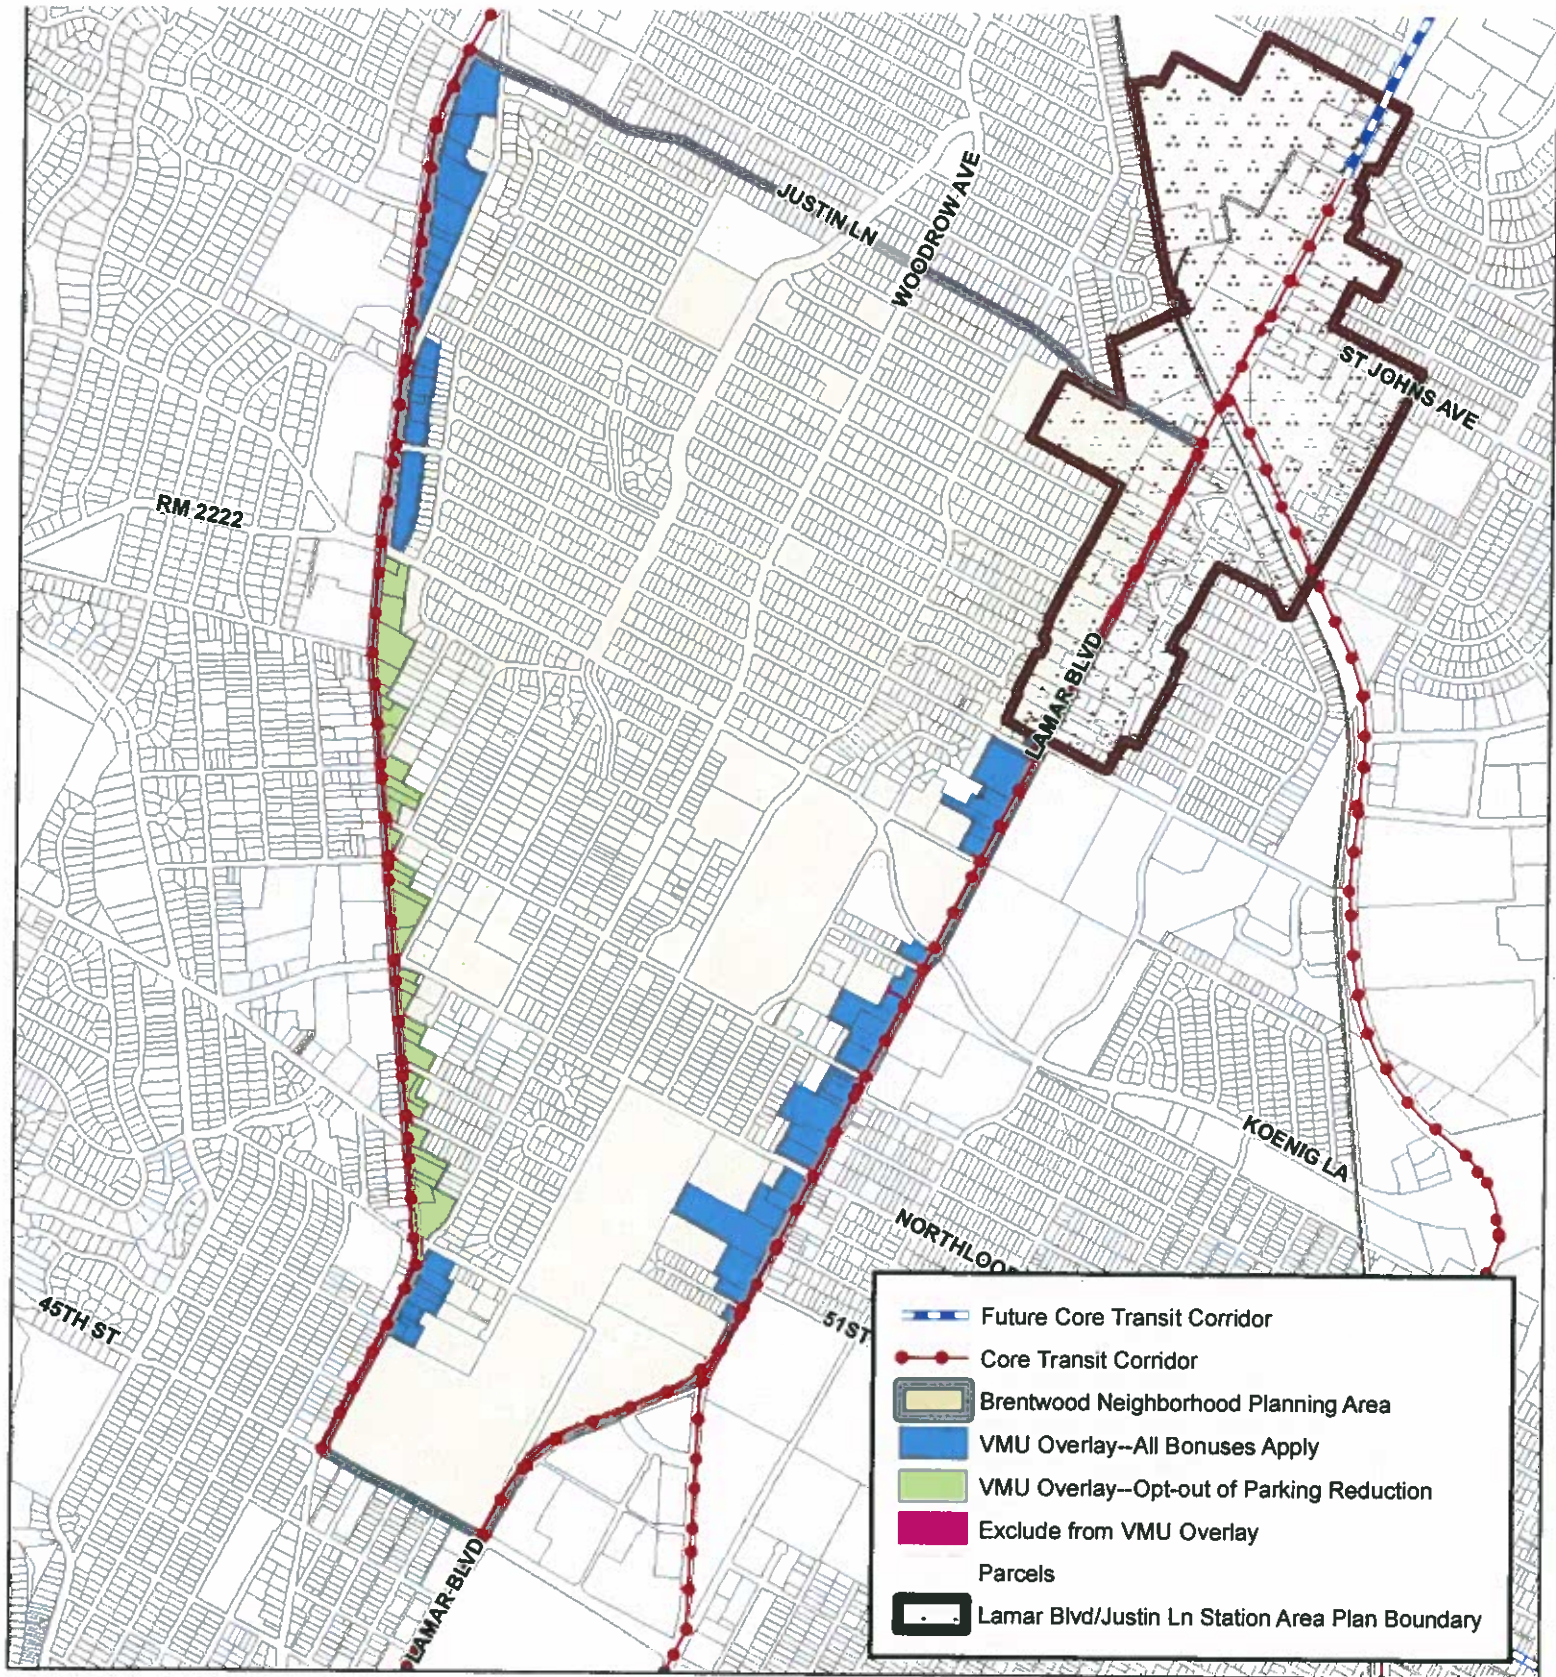 JUSTIN LN
WOODROW AVE
ST JOHNS AVE
RM 2222
LAMAR BLVD
KOENIG LA
NORTHLOOP
45TH ST
51ST
LAMAR BLVD
Future Core Transit Corridor
Core Transit Corridor
Brentwood Neighborhood Planning Area
VMU Overlay--All Bonuses Apply
VMU Overlay--Opt-out of Parking Reduction
Exclude from VMU Overlay
Parcels
Lamar Blvd/Justin Ln Station Area Plan Boundary